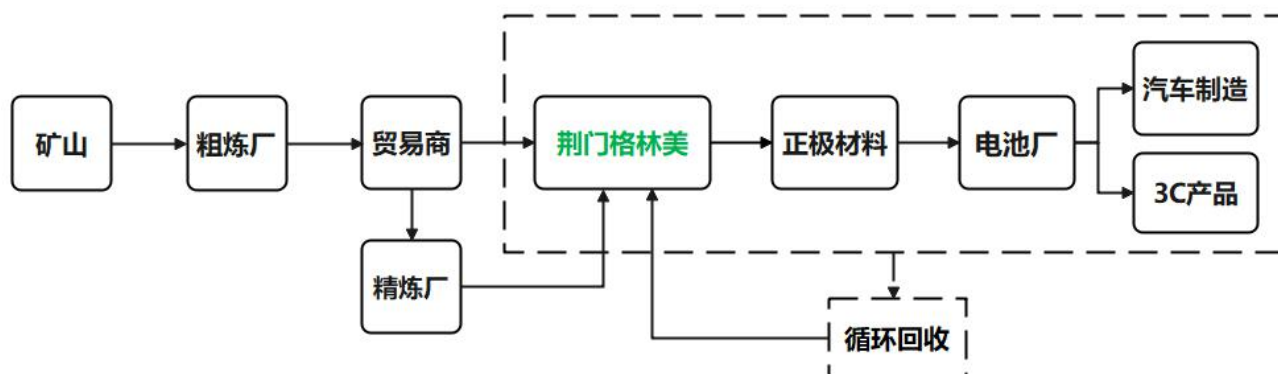 矿山
粗炼厂
贸易商
荆门格林美
正极材料
电池厂
汽车制造
3C产品
精炼厂
循环回收